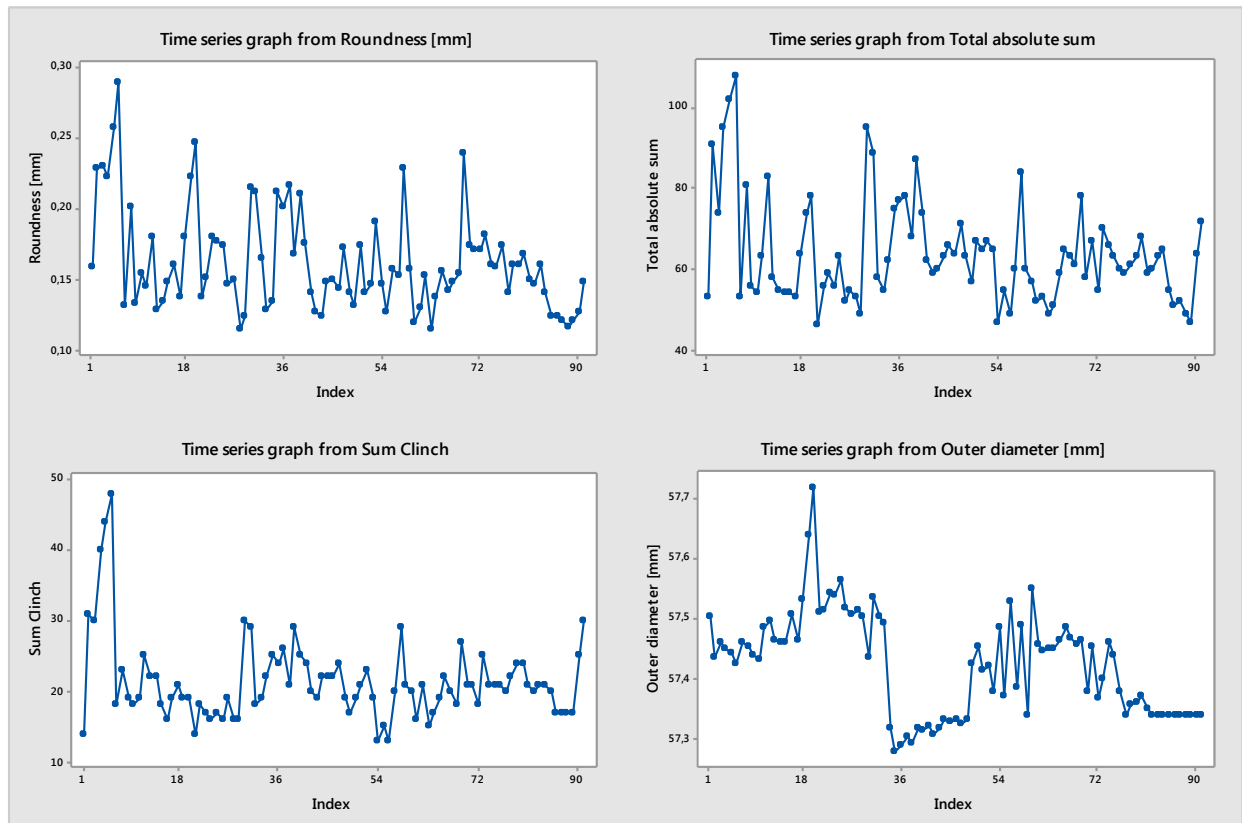 Time series graph from Roundness [mm]
Roundness [mm]
0,30
0,25
0,20
0,15
0,10
1 18 36 54 72 90
Index
Time series graph from Total absolute sum
Total absolute sum
100
80
60
40
1 18 36 54 72 90
Index
Time series graph from Sum Clinch
Sum Clinch
50
40
30
20
10
1 18 36 54 72 90
Index
Time series graph from Outer diameter [mm]
Outer diameter [mm]
57,7
57,6
57,5
57,4
57,3
1 18 36 54 72 90
Index